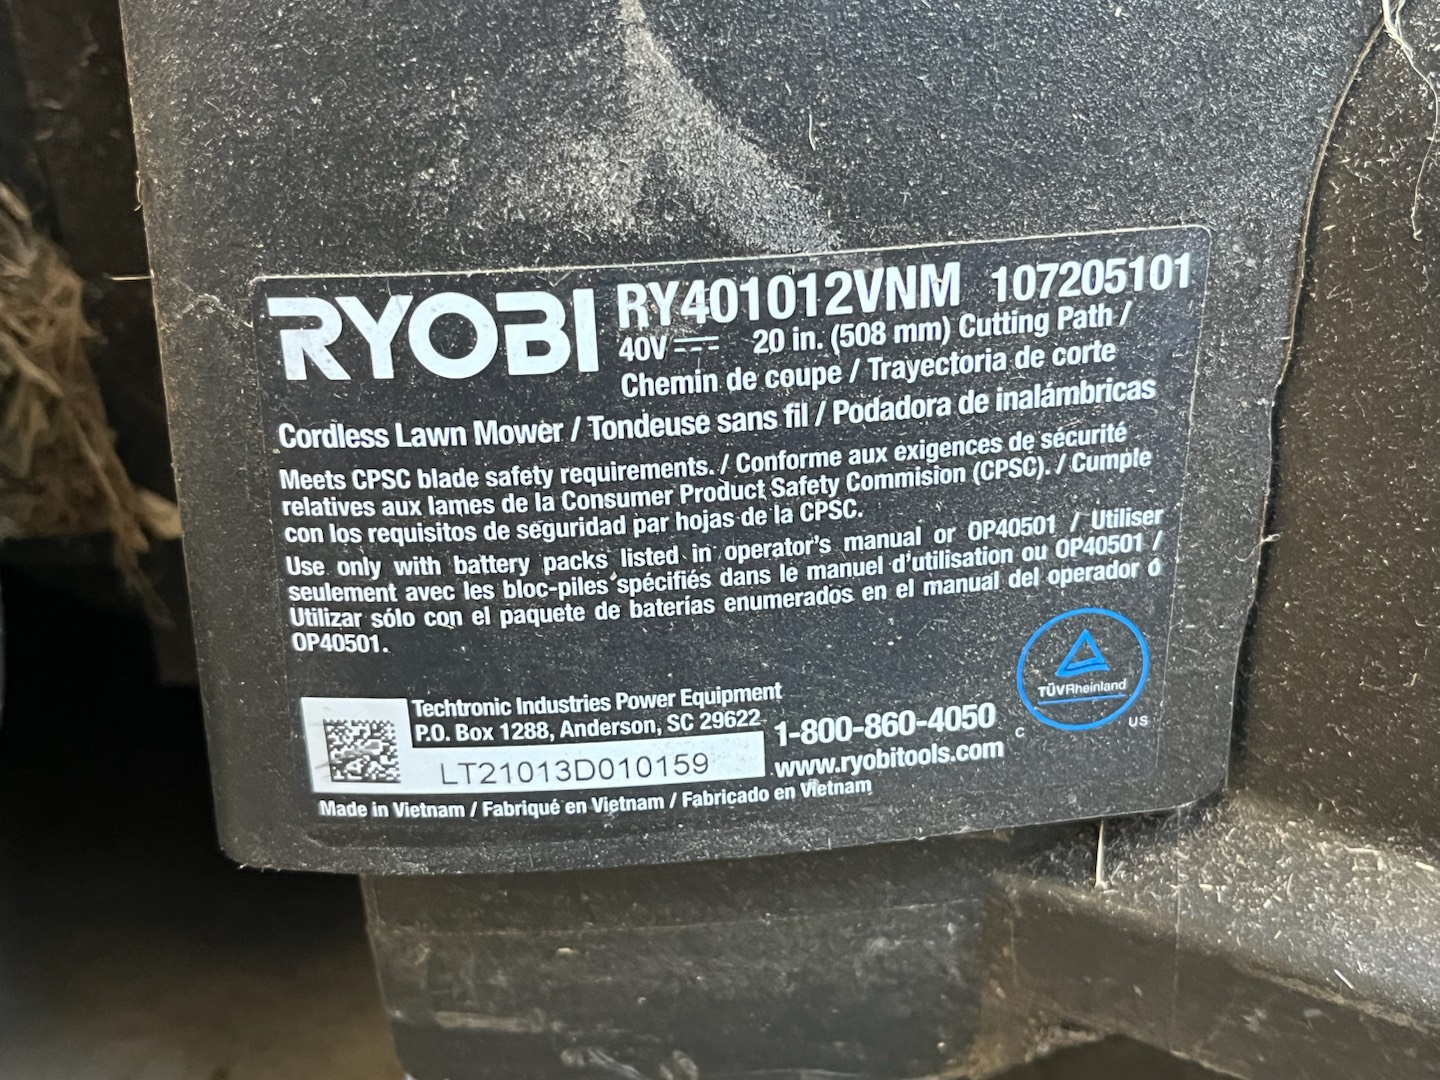 RYOBI
RY401012VNM 107205101
40V 20 in. (508 mm) Cutting Path /
Chemin de coupe / Trayectoria de corte
Cordless Lawn Mower / Tondeuse sans fil / Podadora de inalámbricas
Meets CPSC blade safety requirements. / Conforme aux exigences de sécurité
relatives aux lames de la Consumer Product Safety Commision (CPSC). / Cumple
con los requisitos de seguridad par hojas de la CPSC.
Use only with battery packs listed in operator's manual or OP40501 / Utiliser
seulement avec les bloc-piles spécifiés dans le manuel d'utilisation ou OP40501 /
Utilizar sólo con el paquete de baterías enumerados en el manual del operador ó
OP40501.
TÜVRheinland
C US
Techtronic Industries Power Equipment
P.O. Box 1288, Anderson, SC 29622
1-800-860-4050
LT21013D010159
www.ryobitools.com
Made in Vietnam / Fabriqué en Vietnam / Fabricado en Vietnam